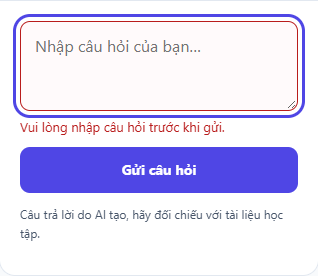 Nhập câu hỏi của bạn...
Vui lòng nhập câu hỏi trước khi gửi.
Gửi câu hỏi
Câu trả lời do AI tạo, hãy đối chiếu với tài liệu học
tập.